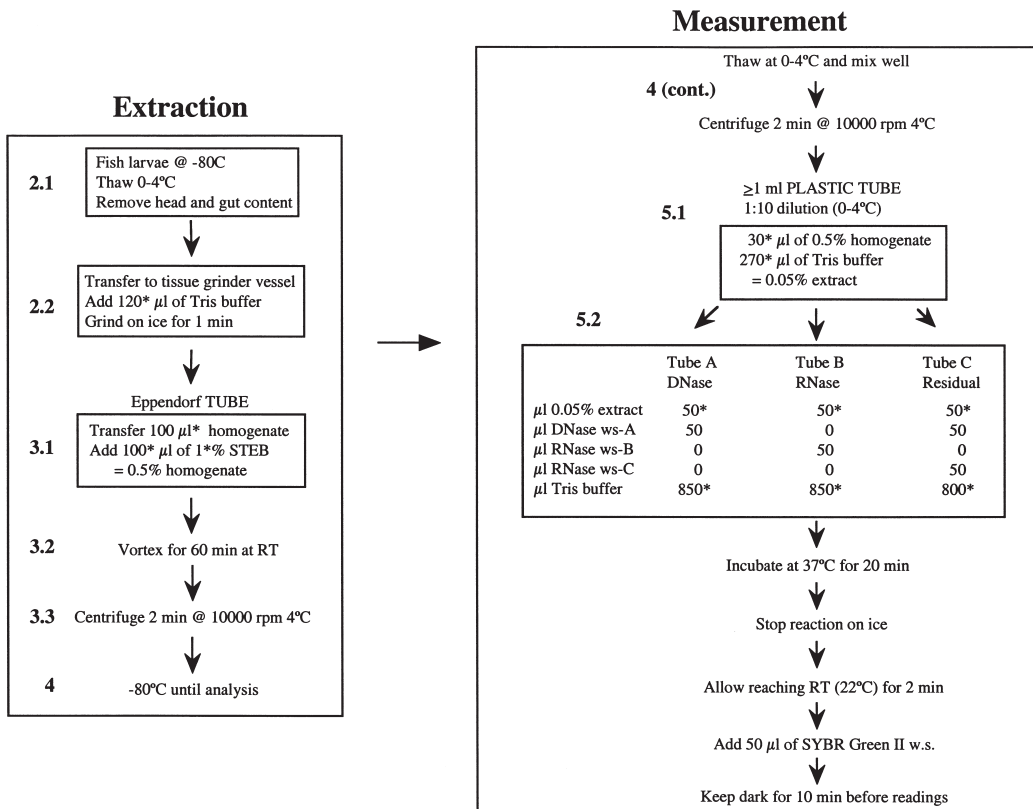 Extraction
2.1
Fish larvae @ -80C
Thaw 0-4ºC
Remove head and gut content
2.2
Transfer to tissue grinder vessel
Add 120* µl of Tris buffer
Grind on ice for 1 min
Eppendorf TUBE
3.1
Transfer 100 µl* homogenate
Add 100* µl of 1*% STEB
= 0.5% homogenate
3.2 Vortex for 60 min at RT
3.3 Centrifuge 2 min @ 10000 rpm 4ºC
4 -80ºC until analysis
Measurement
Thaw at 0-4ºC and mix well
4 (cont.)
Centrifuge 2 min @ 10000 rpm 4ºC
≥1 ml PLASTIC TUBE
1:10 dilution (0-4ºC)
5.1
30* µl of 0.5% homogenate
270* µl of Tris buffer
= 0.05% extract
5.2
Tube A Tube B Tube C
DNase RNase Residual
µl 0.05% extract 50* 50* 50*
µl DNase ws-A 50 0 50
µl RNase ws-B 0 50 0
µl RNase ws-C 0 0 50
µl Tris buffer 850* 850* 800*
Incubate at 37ºC for 20 min
Stop reaction on ice
Allow reaching RT (22ºC) for 2 min
Add 50 µl of SYBR Green II w.s.
Keep dark for 10 min before readings